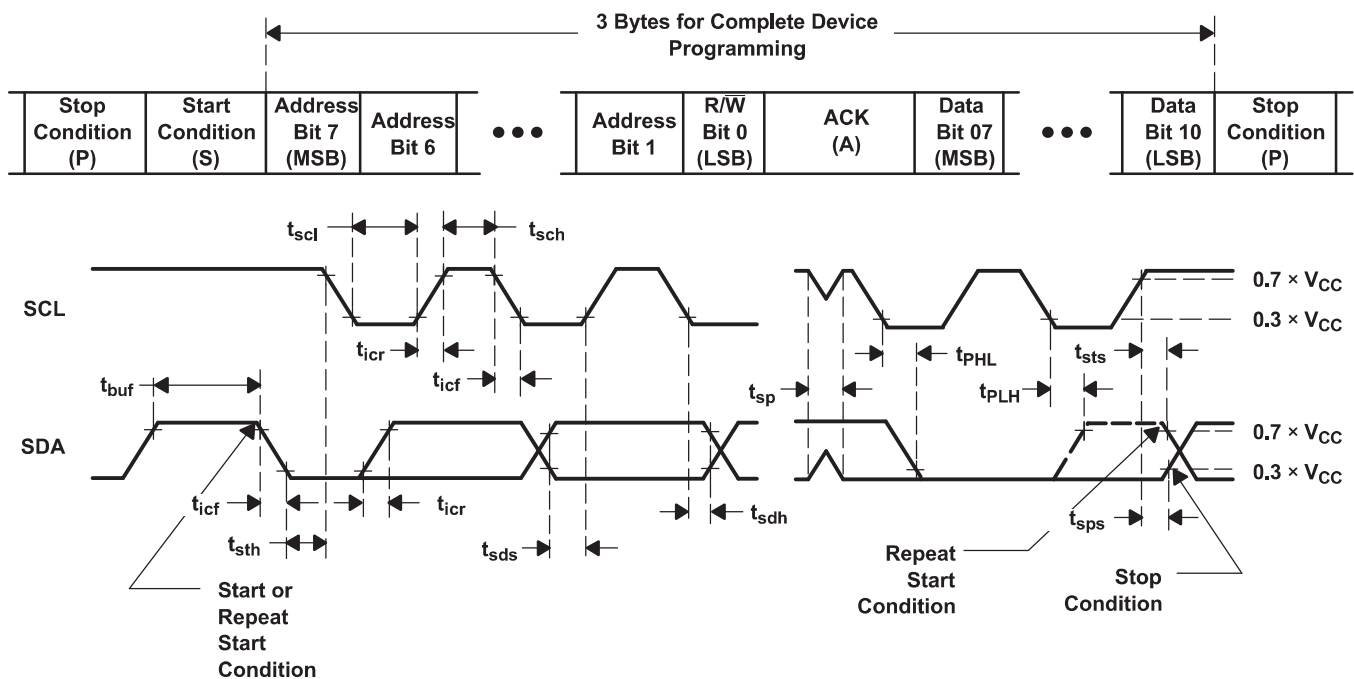 3 Bytes for Complete Device
Programming
Stop
Condition
(P)
Start
Condition
(S)
Address
Bit 7
(MSB)
Address
Bit 6
•••
Address
Bit 1
R/W̅
Bit 0
(LSB)
ACK
(A)
Data
Bit 07
(MSB)
•••
Data
Bit 10
(LSB)
Stop
Condition
(P)
tscl
tsch
SCL
0.7 × VCC
0.3 × VCC
ticr
ticf
tPHL
tsts
tbuf
tsp
tPLH
SDA
0.7 × VCC
0.3 × VCC
ticf
ticr
tsdh
tsth
tsds
tsps
Start or
Repeat
Start
Condition
Repeat
Start
Condition
Stop
Condition